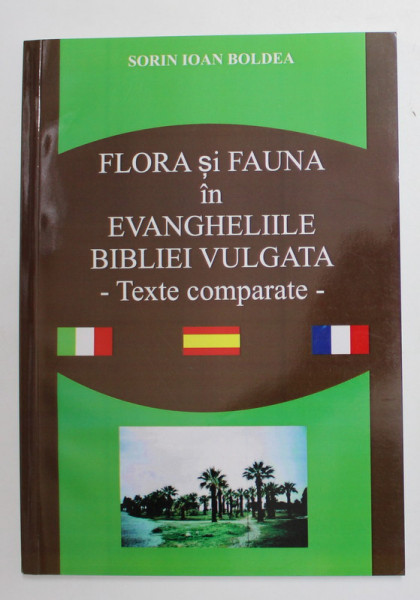 SORIN IOAN BOLDEA
FLORA și FAUNA
în
EVANGHELIILE
BIBLIEI VULGATA
- Texte comparate -